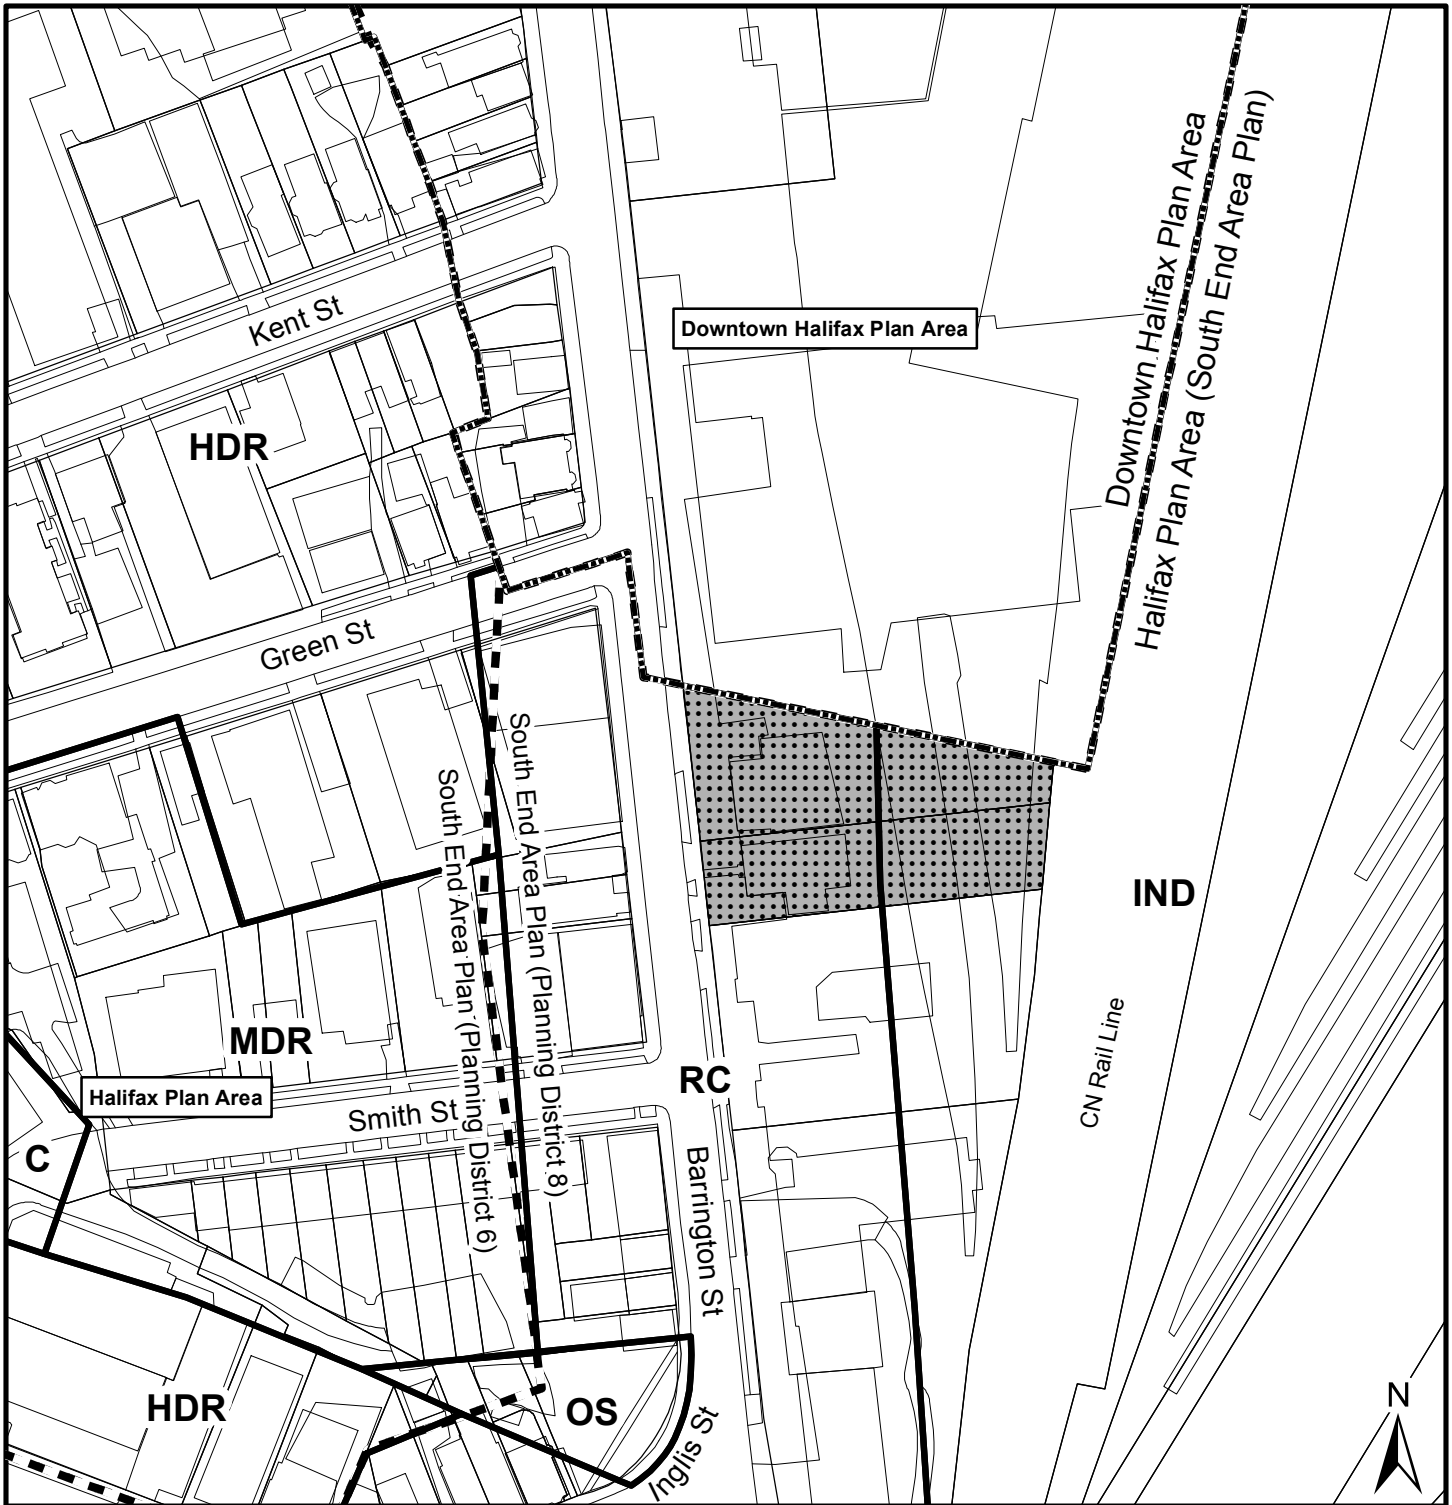 Downtown Halifax Plan Area
Halifax Plan Area (South End Area Plan)
Kent St
Downtown Halifax Plan Area
HDR
Green St
South End Area Plan (Planning District 8)
South End Area Plan (Planning District 6)
IND
MDR
CN Rail Line
RC
Halifax Plan Area
Smith St
C
Barrington St
HDR
OS
Inglis St
N